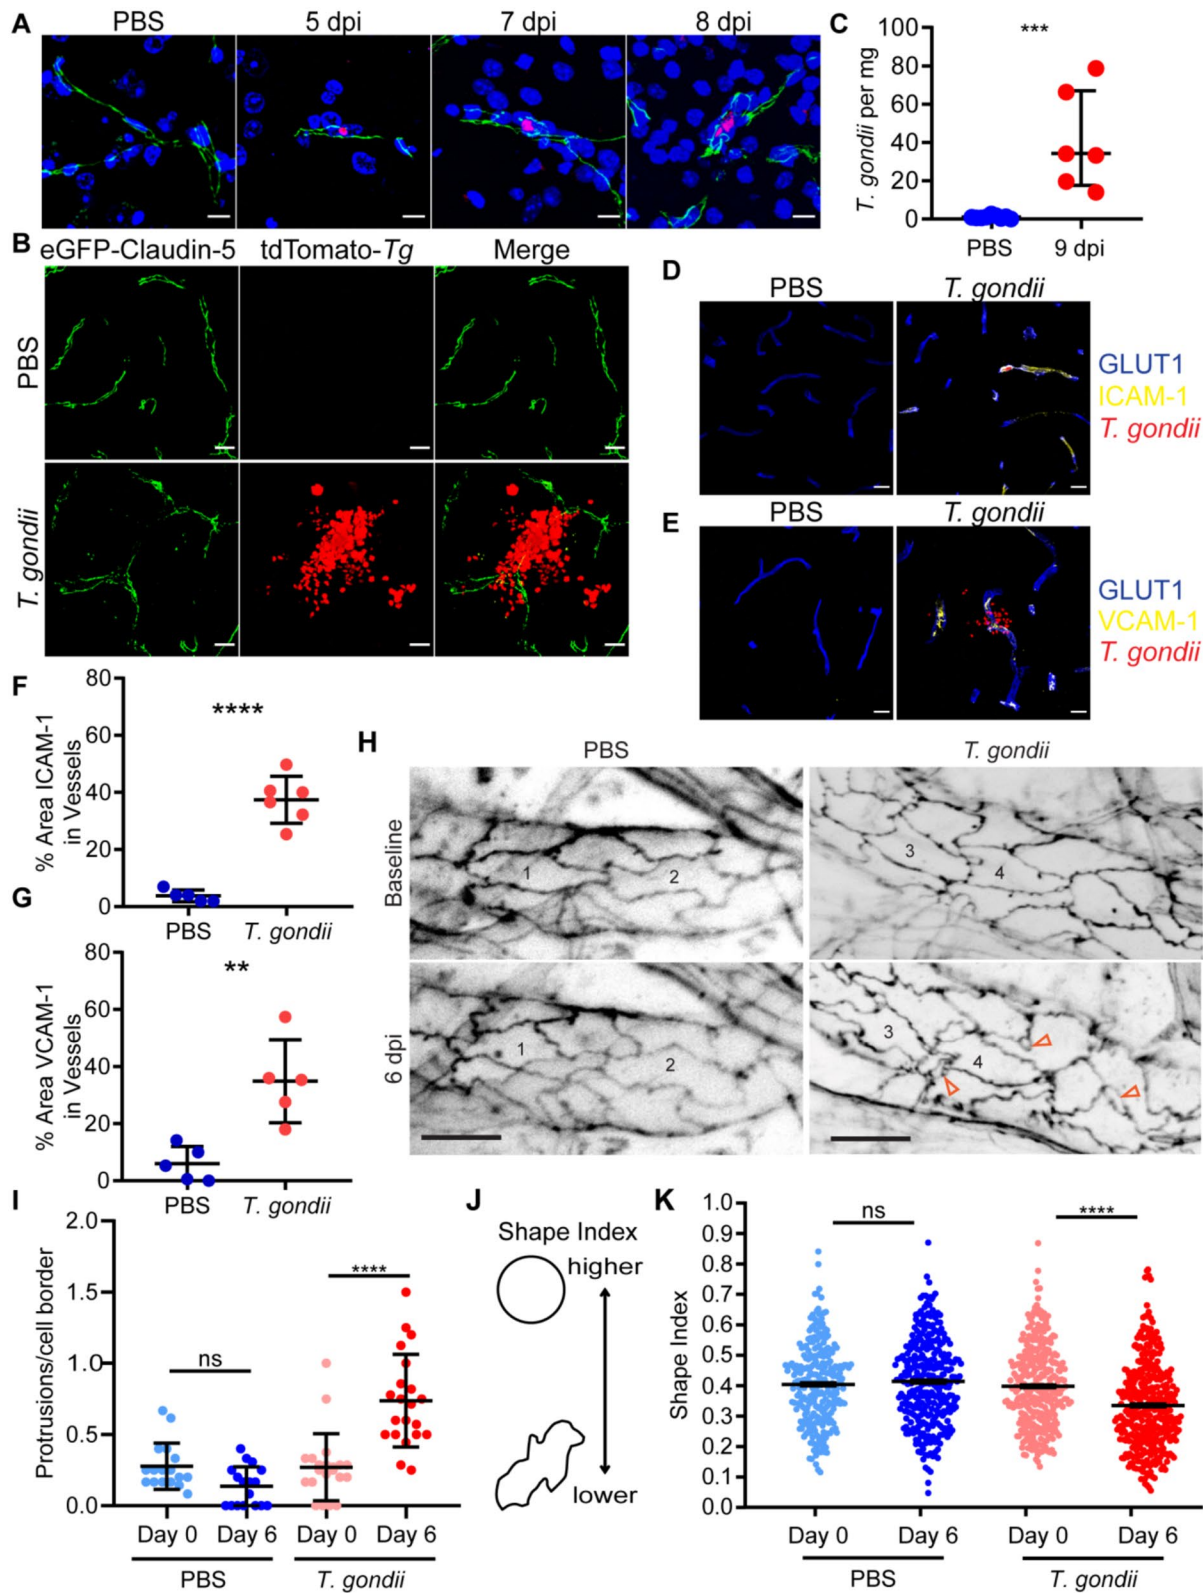 A
PBS
5 dpi
7 dpi
8 dpi
C
***
T. gondii per mg
100
80
60
40
20
0
PBS
9 dpi
B
eGFP-Claudin-5
tdTomato-Tg
Merge
PBS
T. gondii
D
PBS
T. gondii
GLUT1
ICAM-1
T. gondii
E
PBS
T. gondii
GLUT1
VCAM-1
T. gondii
F
% Area ICAM-1
in Vessels
80
60
40
20
0
****
PBS
T. gondii
G
% Area VCAM-1
in Vesssels
80
60
40
20
0
**
PBS
T. gondii
H
PBS
T. gondii
Baseline
1
2
3
4
6 dpi
1
2
3
4
I
Protrusions/cell border
2.0
1.5
1.0
0.5
0.0
ns
****
Day 0
Day 6
Day 0
Day 6
PBS
T. gondii
J
Shape Index
higher
lower
K
Shape Index
1.0
0.9
0.8
0.7
0.6
0.5
0.4
0.3
0.2
0.1
0.0
ns
****
Day 0
Day 6
Day 0
Day 6
PBS
T. gondii